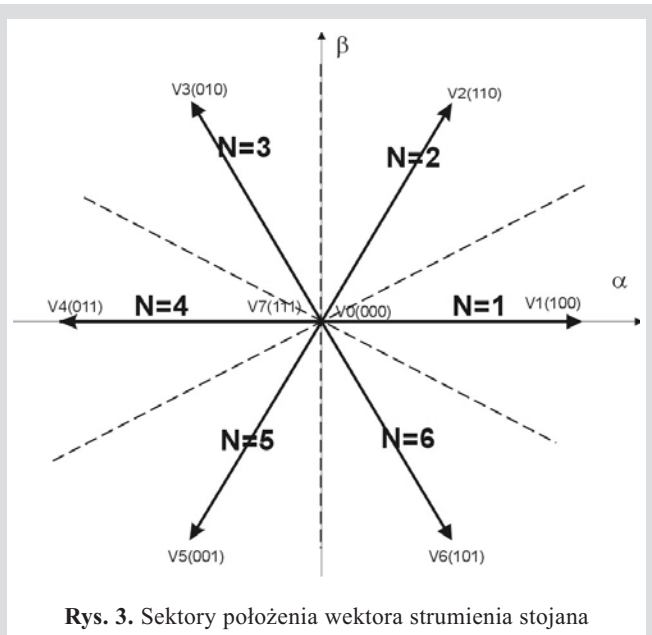 β
V3(010)
V2(110)
N=3
N=2
α
V4(011)
N=4
V7(111)
V0(000)
N=1
V1(100)
N=5
N=6
V5(001)
V6(101)
Rys. 3. Sektory położenia wektora strumienia stojana